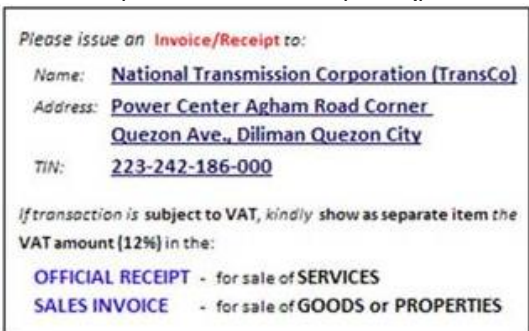 Please issue an Invoice/Receipt to:
Name: National Transmission Corporation (TransCo)
Address: Power Center Agham Road Corner
Quezon Ave., Diliman Quezon City
TIN: 223-242-186-000
If transaction is subject to VAT, kindly show as separate item the
VAT amount (12%) in the:
OFFICIAL RECEIPT - for sale of SERVICES
SALES INVOICE - for sale of GOODS or PROPERTIES